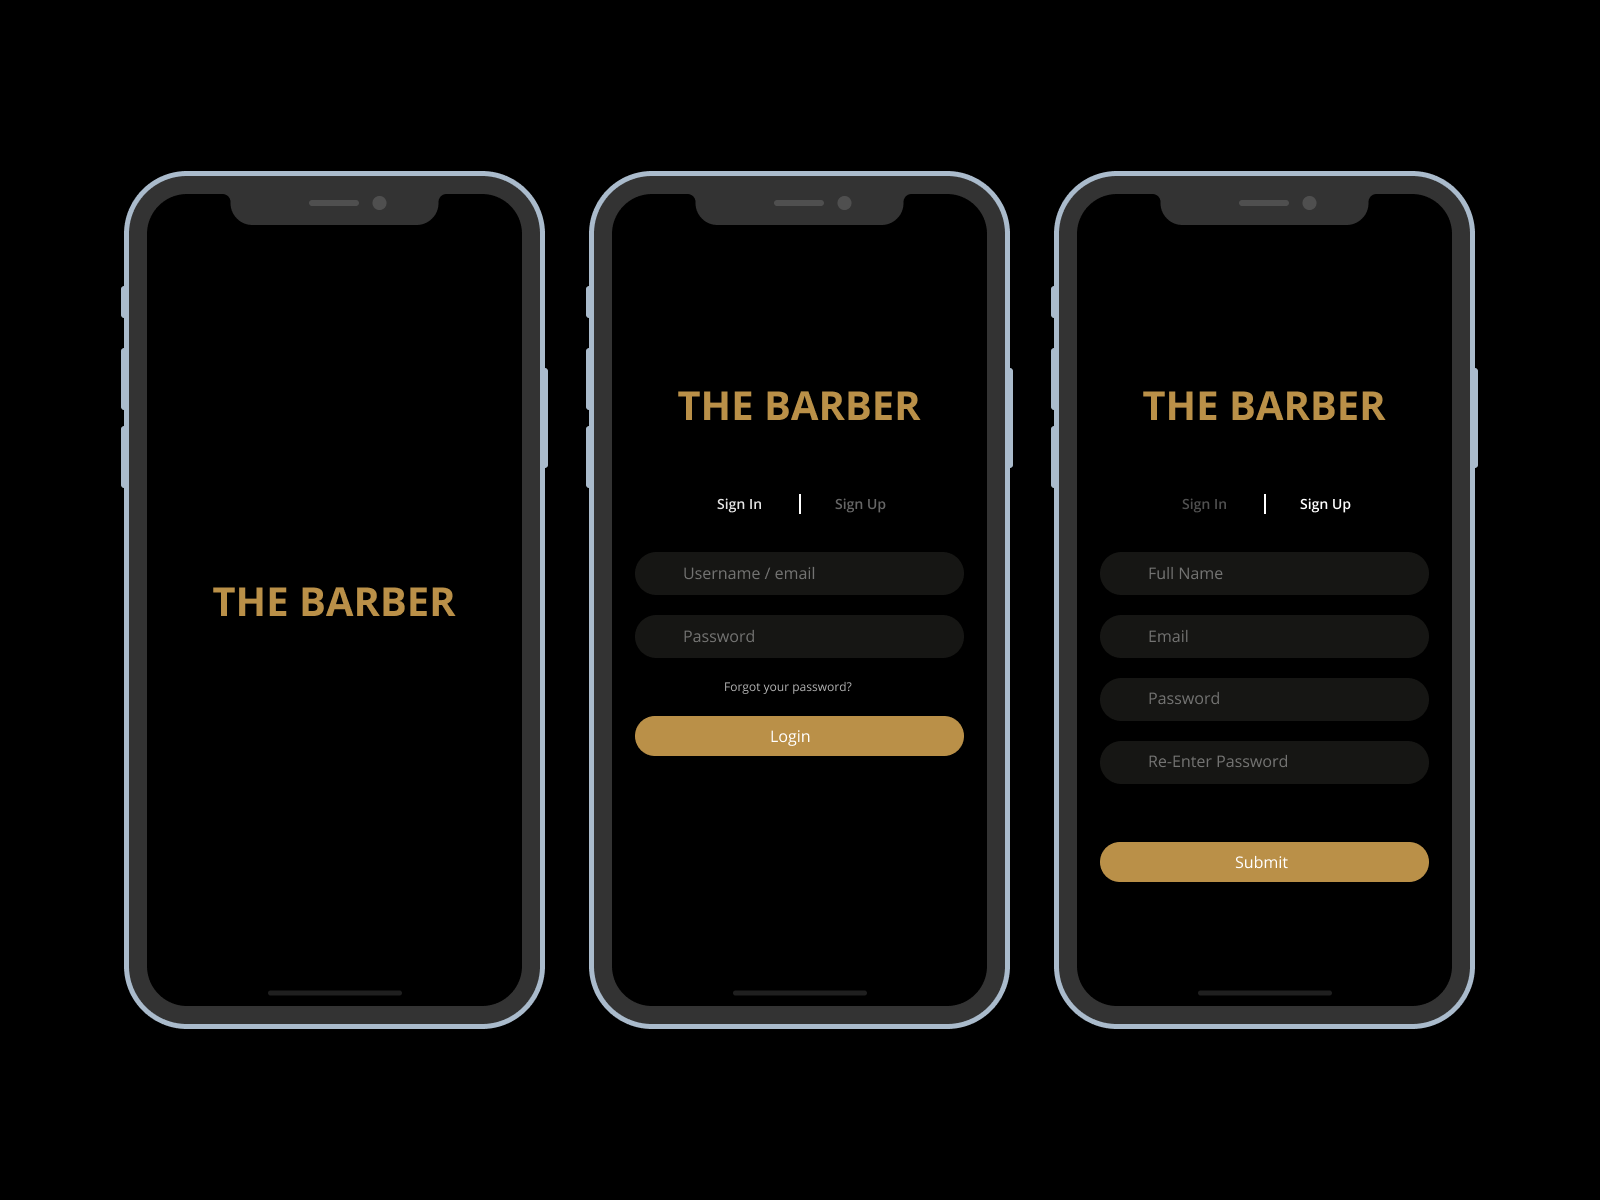 THE BARBER
THE BARBER
Sign In
Sign Up
Username / email
Password
Forgot your password?
Login
THE BARBER
Sign In
Sign Up
Full Name
Email
Password
Re-Enter Password
Submit